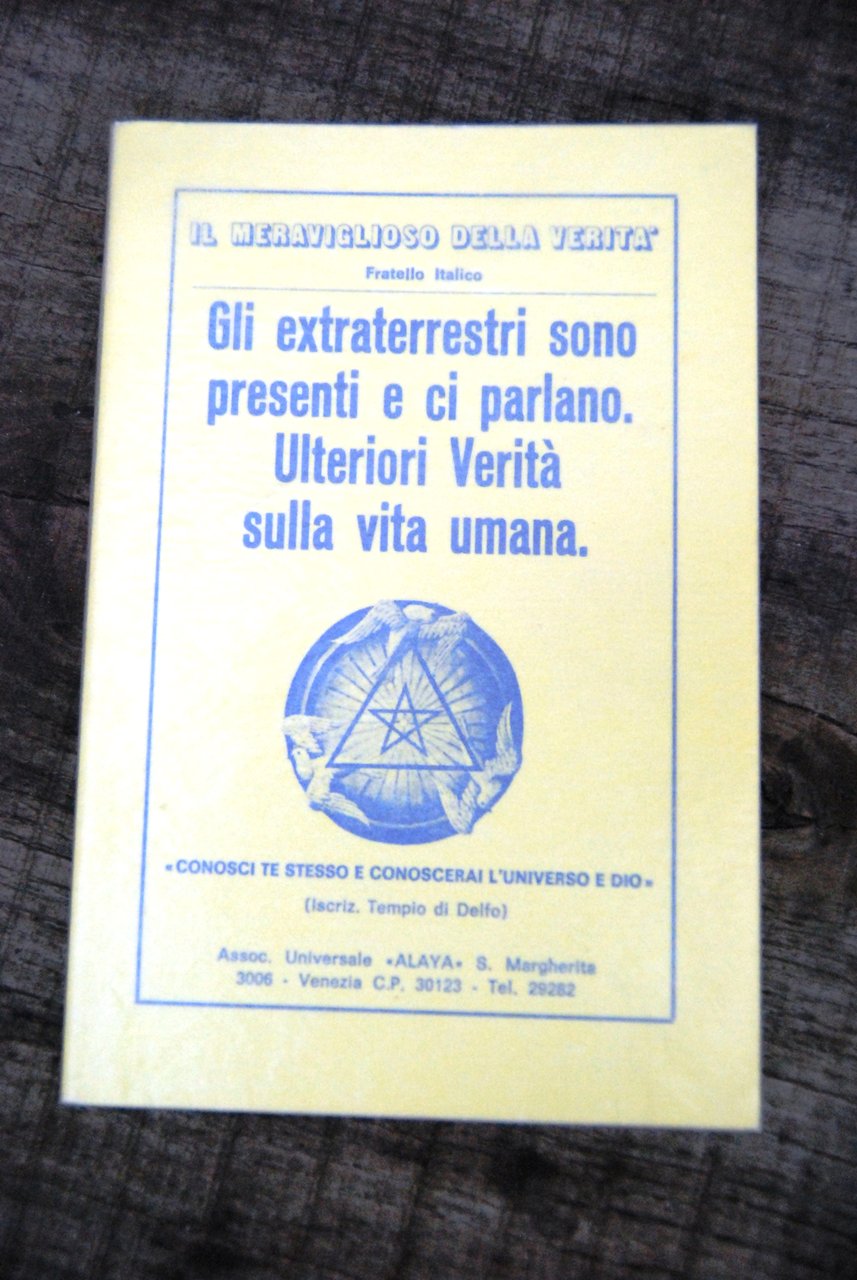 IL MERAVIGLIOSO DELLA VERITA'
Fratello Italico
Gli extraterrestri sono
presenti e ci parlano.
Ulteriori Verità
sulla vita umana.
«CONOSCI TE STESSO E CONOSCERAI L'UNIVERSO E DIO»
(Iscriz. Tempio di Delfo)
Assoc. Universale «ALAYA» S. Margherita
3006 - Venezia C.P. 30123 - Tel. 29282